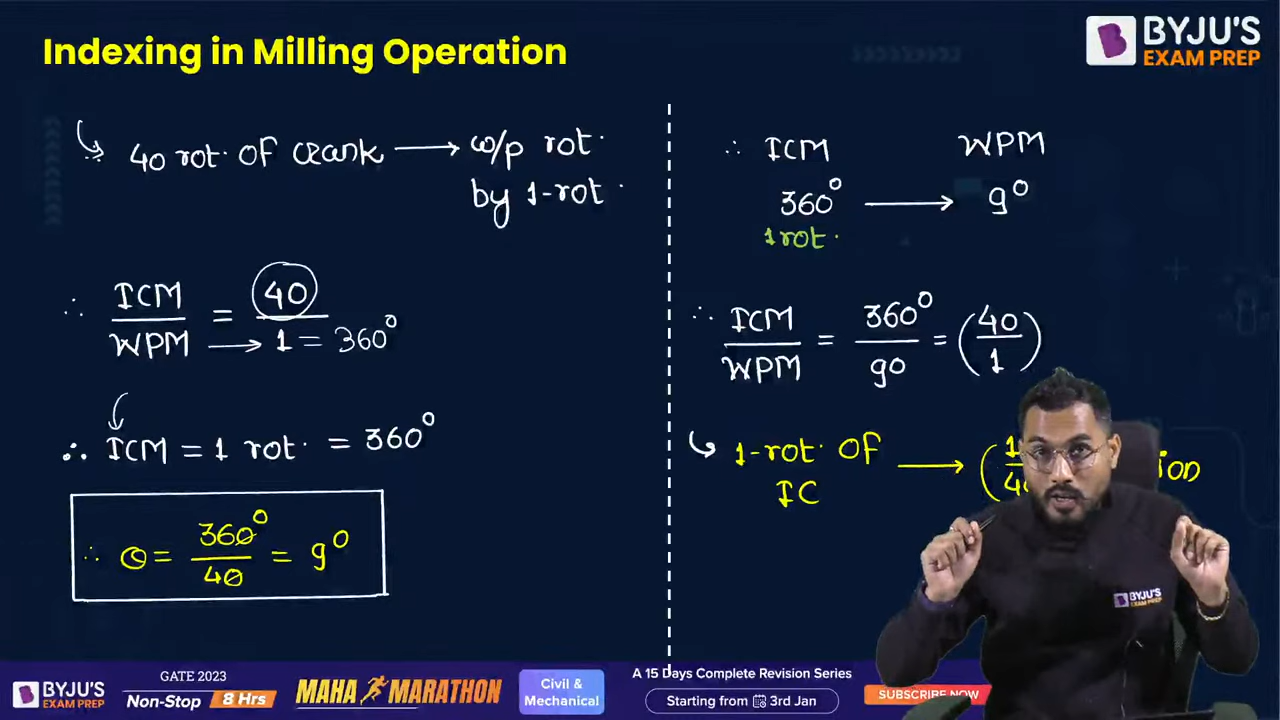 Indexing in Milling Operation
BYJU'S
EXAM PREP
40 rot. of crank → w/p rot.
by 1-rot.
∴ ICM/WPM = 40/1 = 360°
∴ ICM = 1 rot. = 360°
∴ θ = 360°/40 = 9°
∴ ICM WPM
360° → 9°
1 rot.
∴ ICM/WPM = 360°/9° = (40/1)
1-rot. of →
IC
BYJU'S
EXAM PREP
BYJU'S
EXAM PREP
GATE 2023
Non-Stop 8 Hrs
MAHA MARATHON
Civil &
Mechanical
A 15 Days Complete Revision Series
Starting from 3rd Jan
SUBSCRIBE NOW